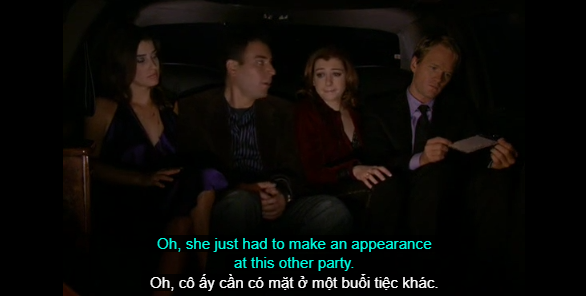 Oh, she just had to make an appearance
at this other party.
Oh, cô ấy cần có mặt ở một buổi tiệc khác.